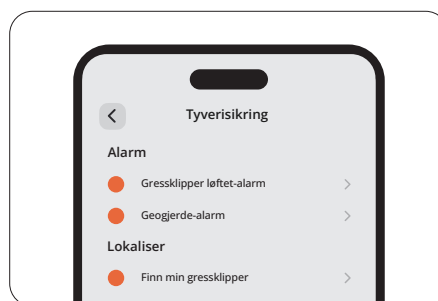 Tyverisikring
Alarm
Gressklipper løftet-alarm
Geogjerde-alarm
Lokaliser
Finn min gressklipper